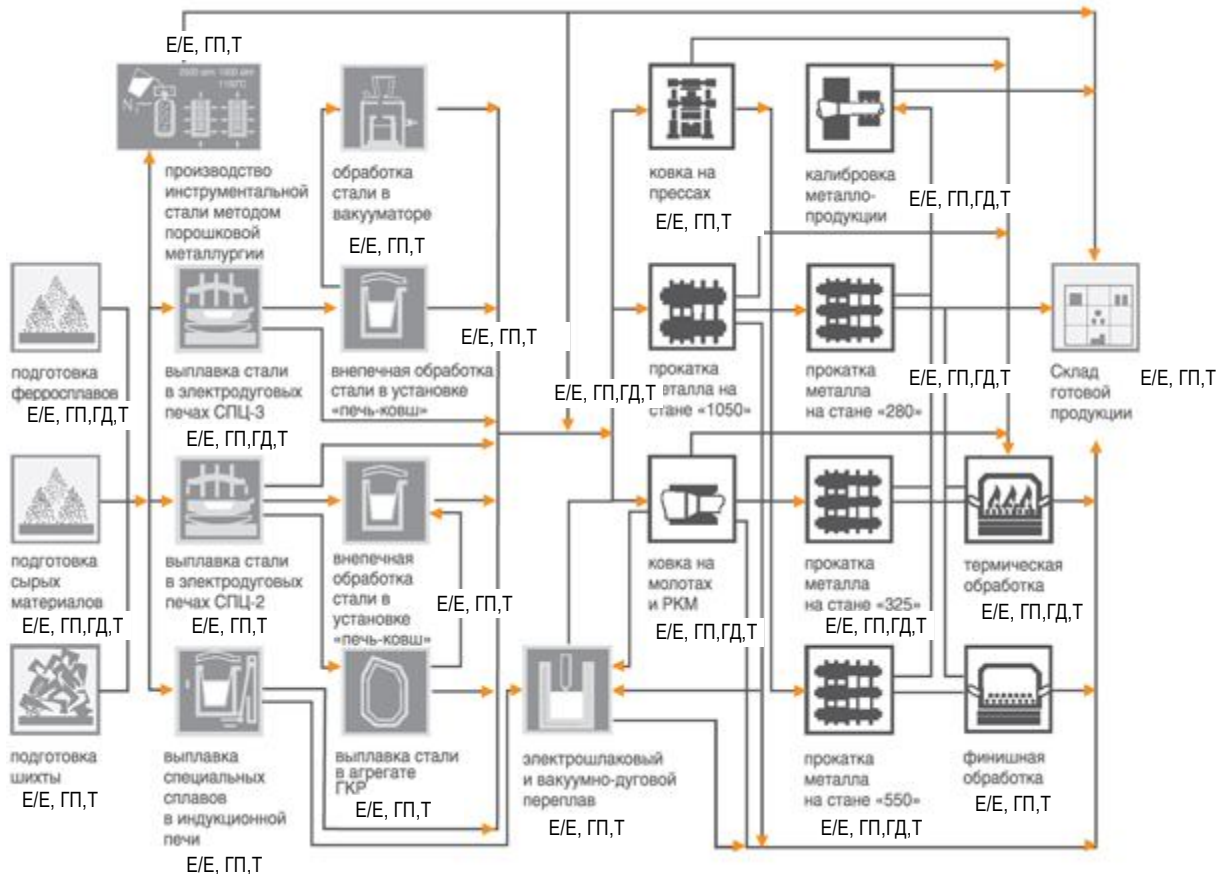 Е/Е, ГП,Т
производство
инструментальной
стали методом
порошковой
металлургии
обработка
стали в
вакууматоре
Е/Е, ГП,Т
ковка на
прессах
Е/Е, ГП,Т
калибровка
металло-
продукции
Е/Е, ГП,ГД,Т
подготовка
ферросплавов
Е/Е, ГП,ГД,Т
выплавка стали
в электродуговых
печах СПЦ-3
Е/Е, ГП,ГД,Т
внепечная обработка
стали в установке
«печь-ковш»
Е/Е, ГП,Т
Е/Е, ГП,ГД,Т
прокатка
металла на
стане «1050»
прокатка
металла
на стане «280»
Е/Е, ГП,ГД,Т
Склад
готовой
продукции
Е/Е, ГП,Т
подготовка
сырых
материалов
Е/Е, ГП,ГД,Т
выплавка стали
в электродуговых
печах СПЦ-2
Е/Е, ГП,Т
внепечная
обработка
стали в
установке
«печь-ковш»
Е/Е, ГП,Т
ковка на
молотах
и РКМ
Е/Е, ГП,ГД,Т
прокатка
металла
на стане «325»
Е/Е, ГП,ГД,Т
термическая
обработка
Е/Е, ГП,ГД,Т
подготовка
шихты
Е/Е, ГП,Т
выплавка
специальных
сплавов
в индукционной
печи
Е/Е, ГП,Т
выплавка стали
в агрегате
ГКР
Е/Е, ГП,Т
электрошлаковый
и вакуумно-дуговой
переплав
Е/Е, ГП,Т
прокатка
металла
на стане «550»
Е/Е, ГП,ГД,Т
финишная
обработка
Е/Е, ГП,Т